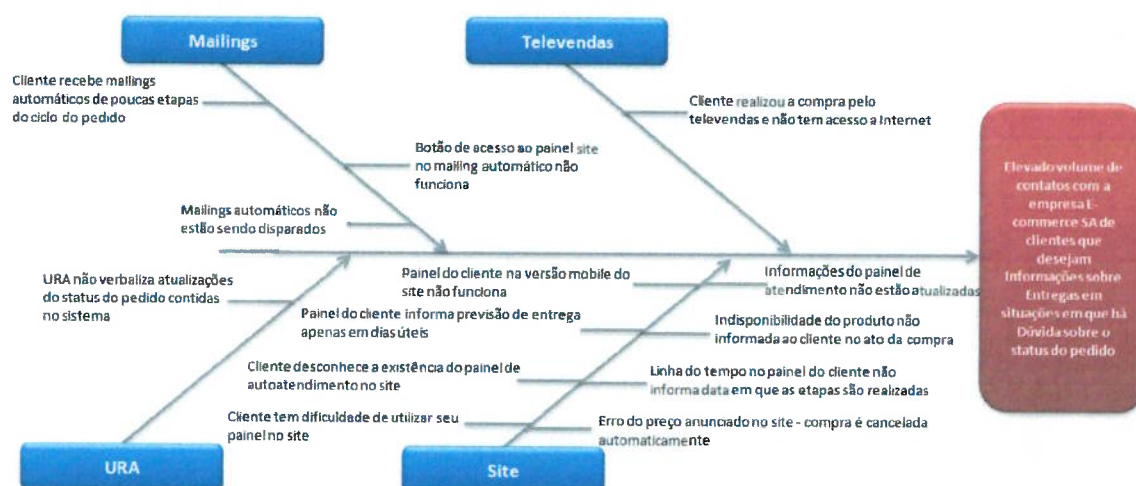 Mailings
Televendas
Cliente recebe mailings
automáticos de poucas etapas
do ciclo do pedido
Cliente realizou a compra pelo
televendas e não tem acesso a Internet
Botão de acesso ao painel site
no mailing automático não
funciona
Mailings automáticos não
estão sendo disparados
Elevado volume de
contatos com a
empresa E-
commerce SA de
clientes que
desejam
Informações sobre
Entregas em
situações em que há
Dúvida sobre o
status do pedido
URA não verbaliza atualizações
do status do pedido contidas
no sistema
Painel do cliente na versão mobile do
site não funciona
Informações do painel de
atendimento não estão atualizadas
Painel do cliente informa previsão de entrega
apenas em dias úteis
Indisponibilidade do produto não
informada ao cliente no ato da compra
Cliente desconhece a existência do painel de
autoatendimento no site
Linha do tempo no painel do cliente não
informa data em que as etapas são realizadas
Cliente tem dificuldade de utilizar seu
painel no site
Erro do preço anunciado no site - compra é cancelada
automaticamente
URA
Site